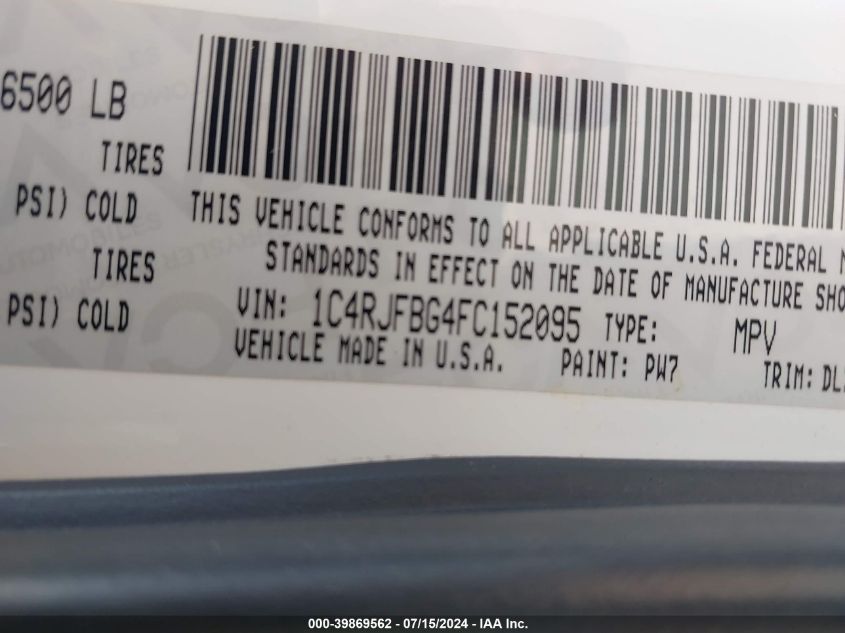 6500 LB
TIRES
PSI) COLD
TIRES
PSI) COLD
THIS VEHICLE CONFORMS TO ALL APPLICABLE U.S.A. FEDERAL
STANDARDS IN EFFECT ON THE DATE OF MANUFACTURE SHO
VIN: 1C4RJFBG4FC152095 TYPE: MPV
VEHICLE MADE IN U.S.A. PAINT: PW7 TRIM: DL
000-39869562 - 07/15/2024 - IAA Inc.